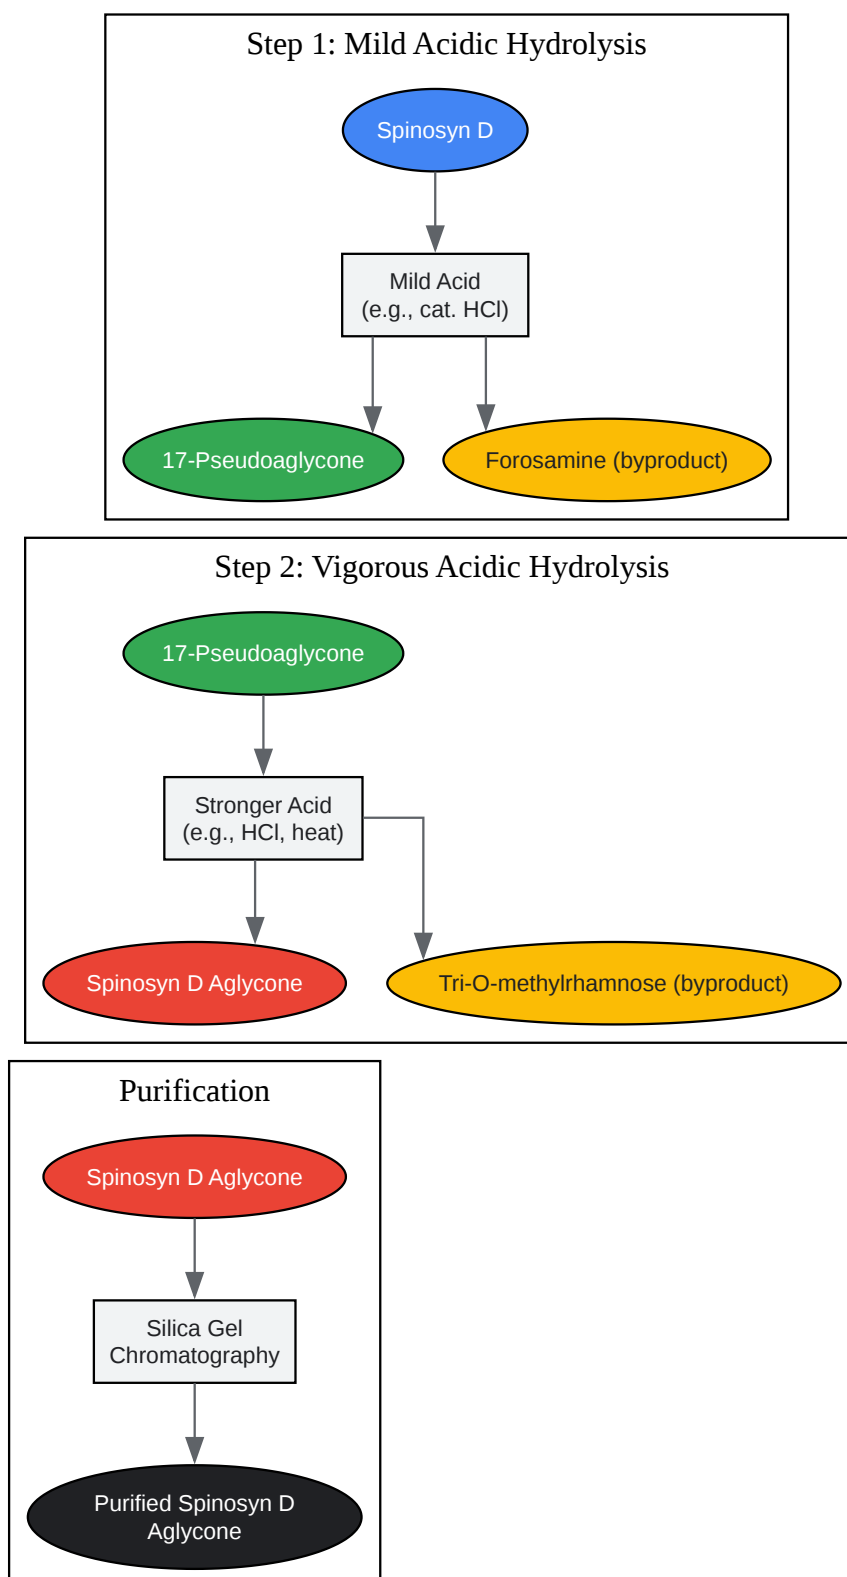 Step 1: Mild Acidic Hydrolysis
Spinosyn D
Mild Acid
(e.g., cat. HCl)
17-Pseudoaglycone
Forosamine (byproduct)
Step 2: Vigorous Acidic Hydrolysis
17-Pseudoaglycone
Stronger Acid
(e.g., HCl, heat)
Spinosyn D Aglycone
Tri-O-methylrhamnose (byproduct)
Purification
Spinosyn D Aglycone
Silica Gel
Chromatography
Purified Spinosyn D
Aglycone